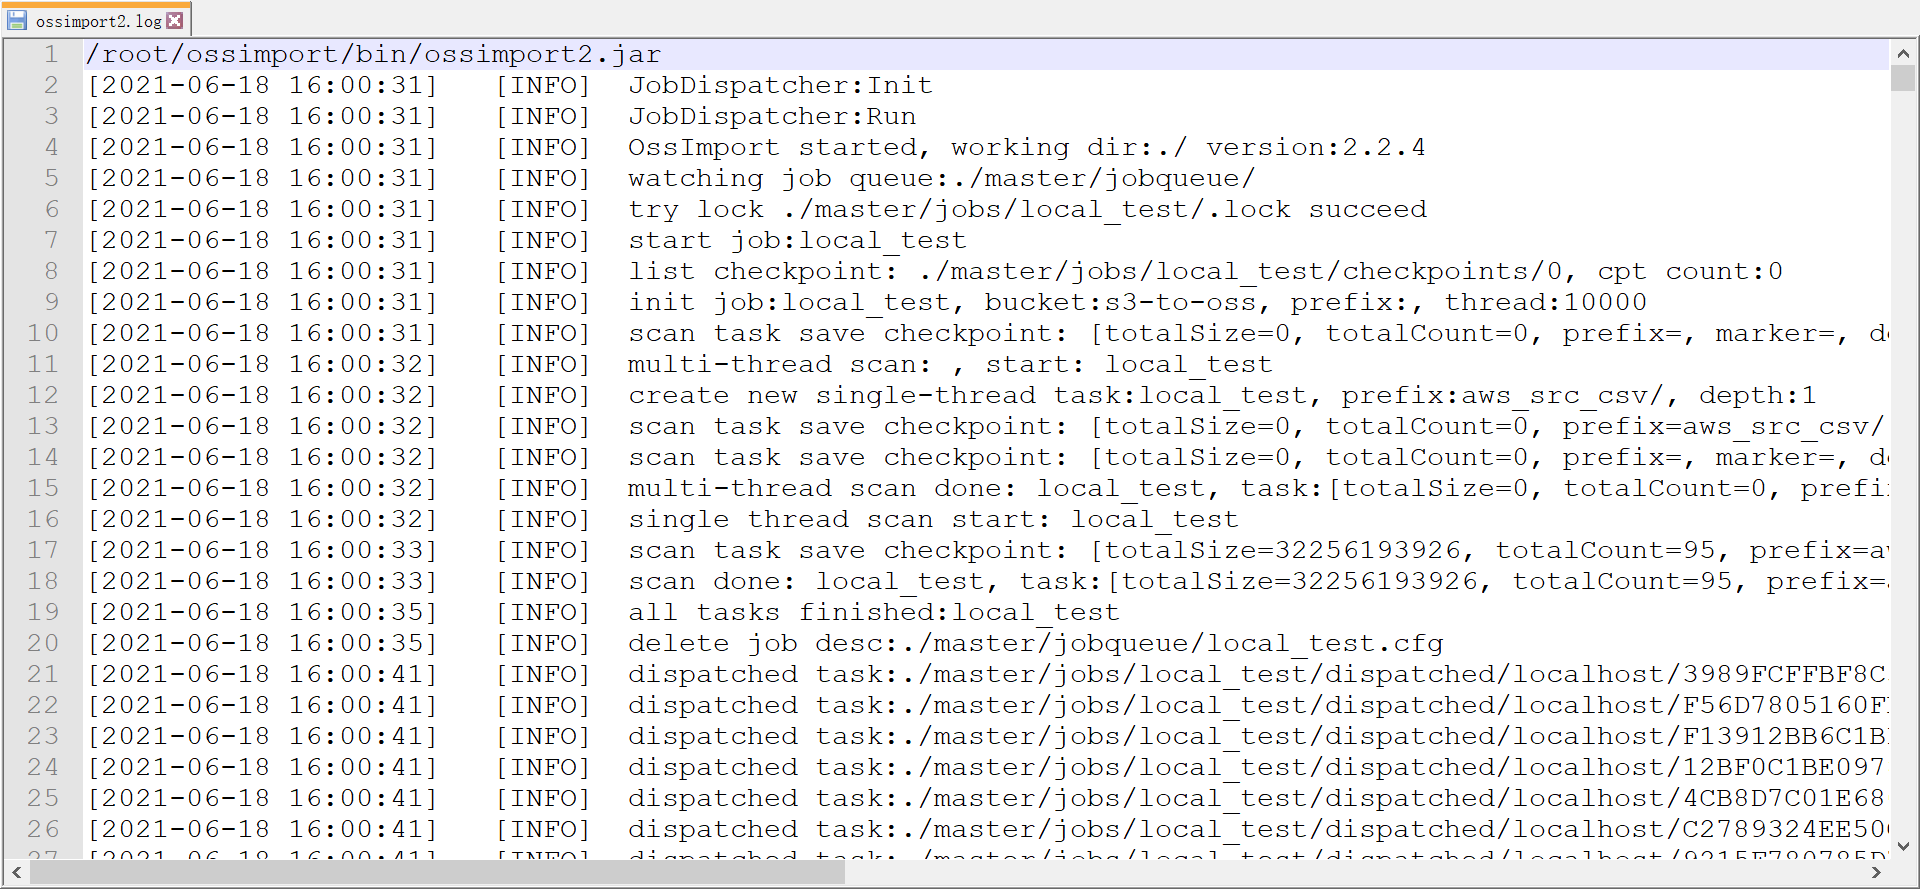 ossimport2.log
1 /root/ossimport/bin/ossimport2.jar
2 [2021-06-18 16:00:31] [INFO] JobDispatcher:Init
3 [2021-06-18 16:00:31] [INFO] JobDispatcher:Run
4 [2021-06-18 16:00:31] [INFO] OssImport started, working dir:./ version:2.2.4
5 [2021-06-18 16:00:31] [INFO] watching job queue:./master/jobqueue/
6 [2021-06-18 16:00:31] [INFO] try lock ./master/jobs/local_test/.lock succeed
7 [2021-06-18 16:00:31] [INFO] start job:local_test
8 [2021-06-18 16:00:31] [INFO] list checkpoint: ./master/jobs/local_test/checkpoints/0, cpt count:0
9 [2021-06-18 16:00:31] [INFO] init job:local_test, bucket:s3-to-oss, prefix:, thread:10000
10 [2021-06-18 16:00:31] [INFO] scan task save checkpoint: [totalSize=0, totalCount=0, prefix=, marker=,
11 [2021-06-18 16:00:32] [INFO] multi-thread scan: , start: local_test
12 [2021-06-18 16:00:32] [INFO] create new single-thread task:local_test, prefix:aws_src_csv/, depth:1
13 [2021-06-18 16:00:32] [INFO] scan task save checkpoint: [totalSize=0, totalCount=0, prefix=aws_src_csv/
14 [2021-06-18 16:00:32] [INFO] scan task save checkpoint: [totalSize=0, totalCount=0, prefix=, marker=,
15 [2021-06-18 16:00:32] [INFO] multi-thread scan done: local_test, task:[totalSize=0, totalCount=0, prefi
16 [2021-06-18 16:00:32] [INFO] single thread scan start: local_test
17 [2021-06-18 16:00:33] [INFO] scan task save checkpoint: [totalSize=32256193926, totalCount=95, prefix=a
18 [2021-06-18 16:00:33] [INFO] scan done: local_test, task:[totalSize=32256193926, totalCount=95, prefix=
19 [2021-06-18 16:00:35] [INFO] all tasks finished:local_test
20 [2021-06-18 16:00:35] [INFO] delete job desc:./master/jobqueue/local_test.cfg
21 [2021-06-18 16:00:41] [INFO] dispatched task:./master/jobs/local_test/dispatched/localhost/3989FCFFBF8C
22 [2021-06-18 16:00:41] [INFO] dispatched task:./master/jobs/local_test/dispatched/localhost/F56D7805160F
23 [2021-06-18 16:00:41] [INFO] dispatched task:./master/jobs/local_test/dispatched/localhost/F13912BB6C1B
24 [2021-06-18 16:00:41] [INFO] dispatched task:./master/jobs/local_test/dispatched/localhost/12BF0C1BE097
25 [2021-06-18 16:00:41] [INFO] dispatched task:./master/jobs/local_test/dispatched/localhost/4CB8D7C01E68
26 [2021-06-18 16:00:41] [INFO] dispatched task:./master/jobs/local_test/dispatched/localhost/C2789324EE50
27 [2021-06-18 16:00:41] [INFO] dispatched task:./master/jobs/local_test/dispatched/localhost/